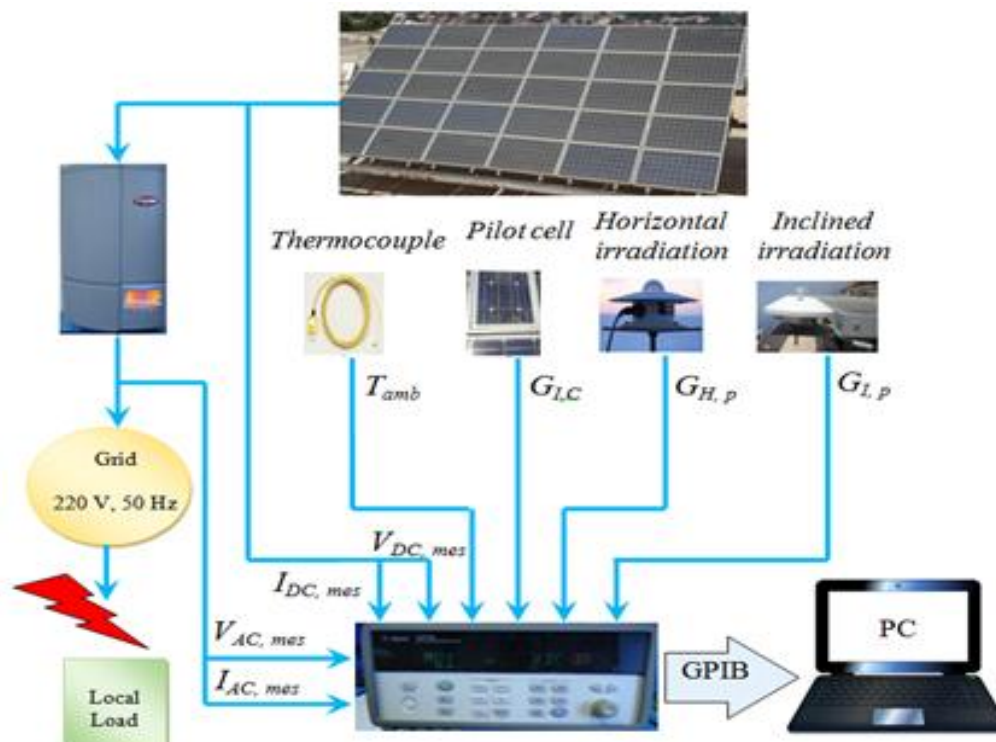 Thermocouple
Pilot cell
Horizontal
irradiation
Inclined
irradiation
T_amb
G_I,C
G_H, p
G_I, p
Grid
220 V, 50 Hz
V_DC, mes
I_DC, mes
V_AC, mes
I_AC, mes
Local
Load
GPIB
PC